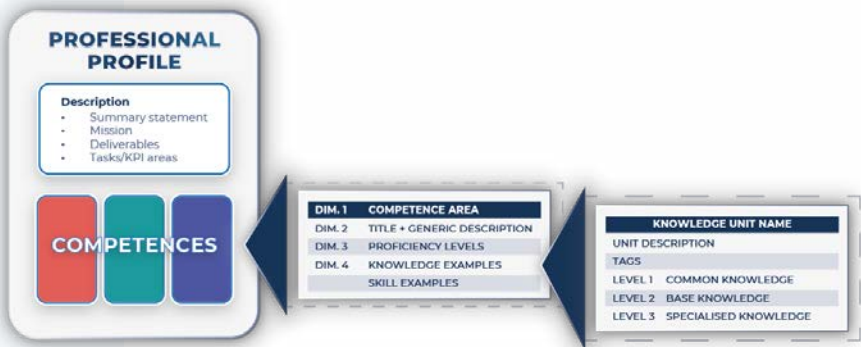 PROFESSIONAL
PROFILE
Description
• Summary statement
• Mission
• Deliverables
• Tasks/KPI areas
COMPETENCES
DIM. 1 COMPETENCE AREA
DIM. 2 TITLE + GENERIC DESCRIPTION
DIM. 3 PROFICIENCY LEVELS
DIM. 4 KNOWLEDGE EXAMPLES
SKILL EXAMPLES
KNOWLEDGE UNIT NAME
UNIT DESCRIPTION
TAGS
LEVEL 1 COMMON KNOWLEDGE
LEVEL 2 BASE KNOWLEDGE
LEVEL 3 SPECIALISED KNOWLEDGE